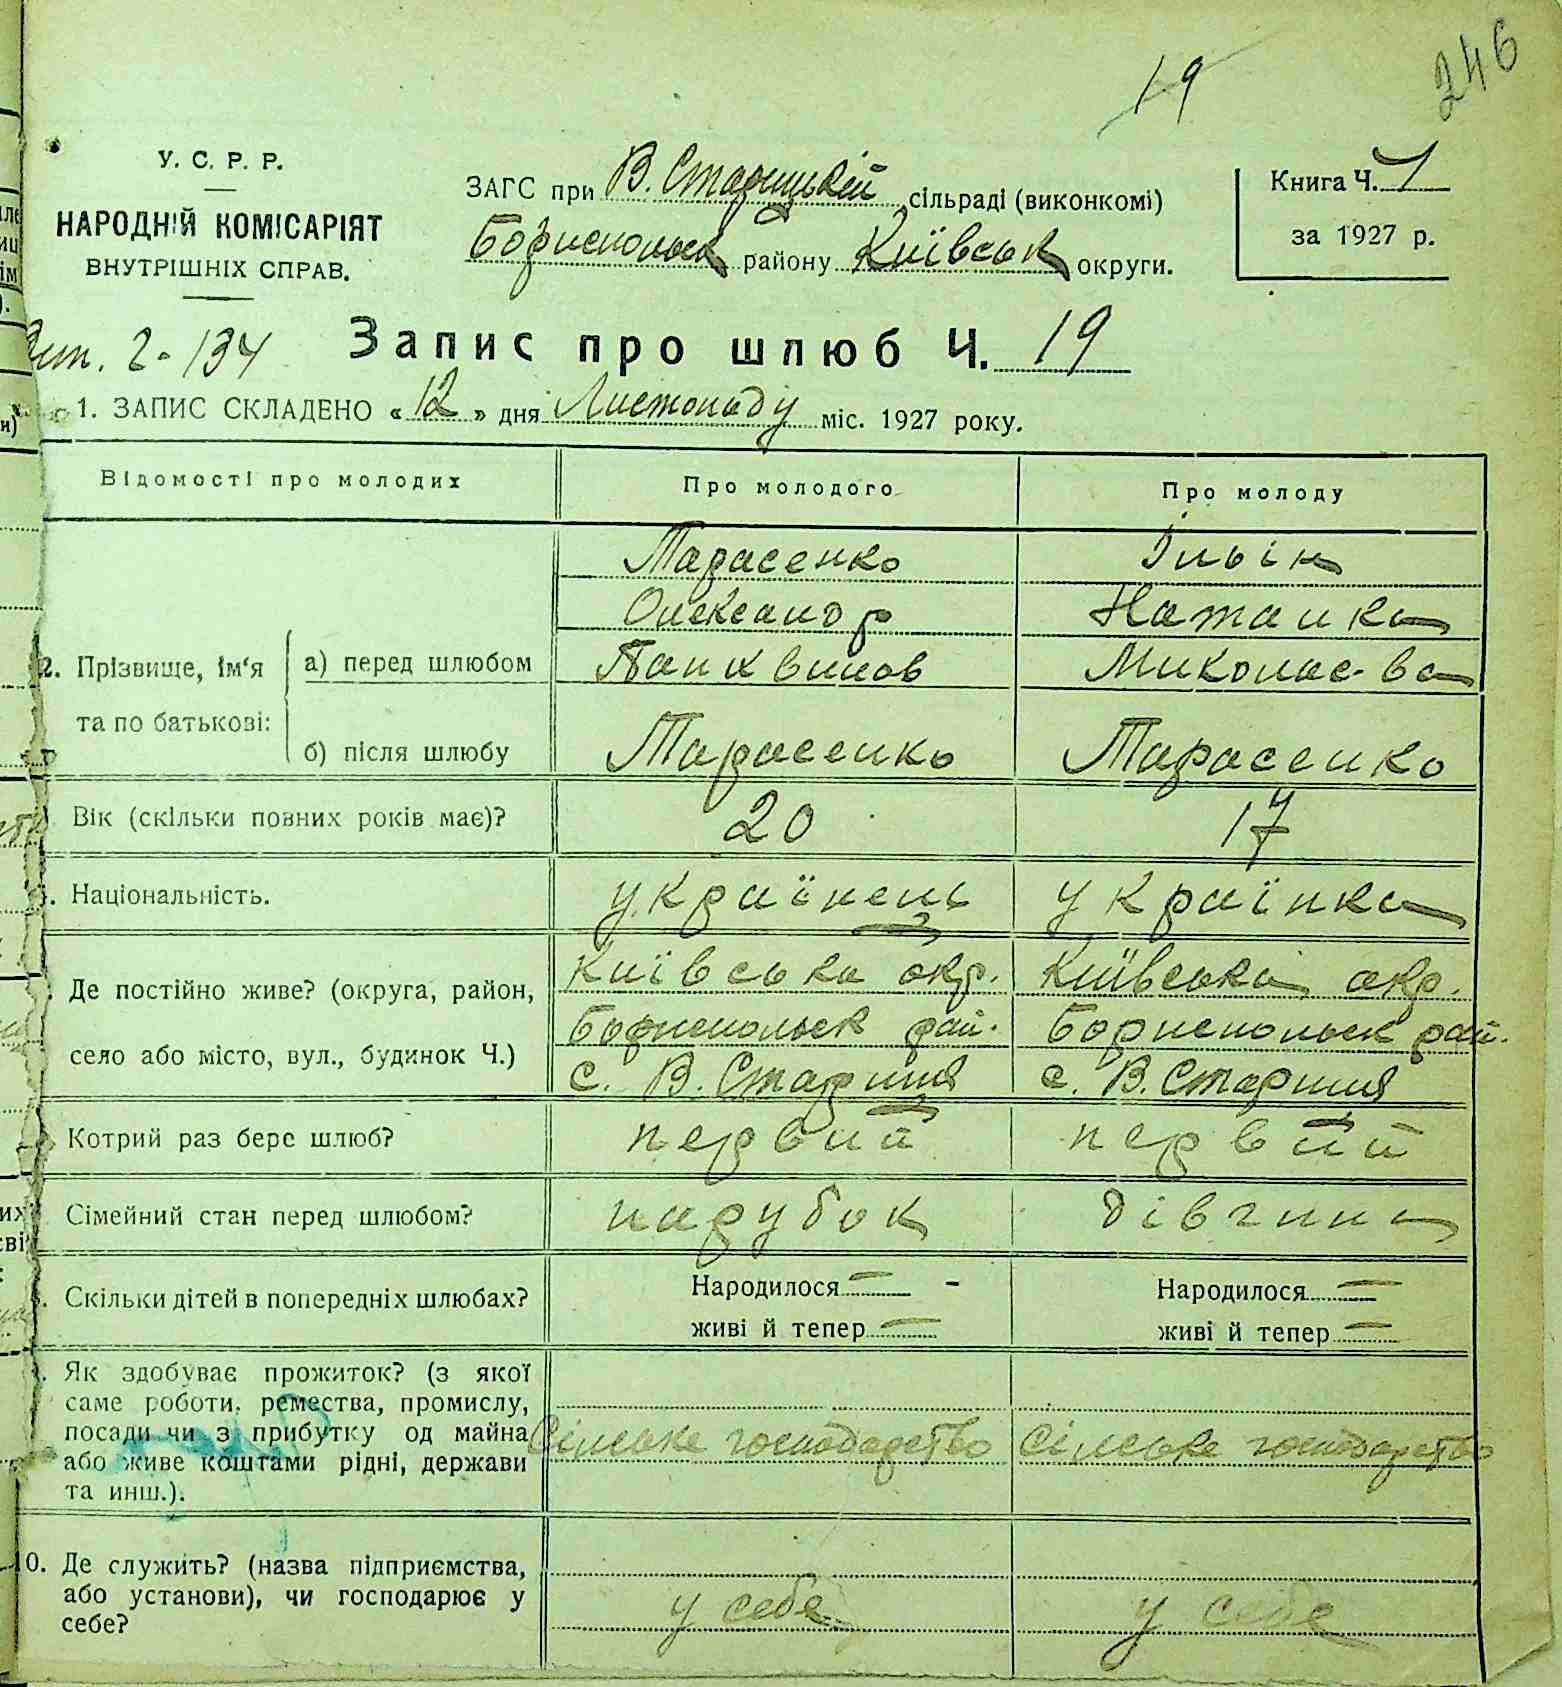 246
19
У. С. Р. Р.
НАРОДНІЙ КОМІСАРІЯТ
ВНУТРІШНІХ СПРАВ.
ЗАГС при В. Старицькій сільраді (виконкомі)
Бориспольськ району Київськ округи.
Книга Ч. 1
за 1927 р.
2-134
Запис про шлюб Ч. 19
1. ЗАПИС СКЛАДЕНО «12» дня Листопаду міс. 1927 року.
Відомості про молодих
Про молодого
Про молоду
2. Прізвище, ім'я
та по батькові:
а) перед шлюбом
Тарасенко
Олександр
Ільін
Наталка
Миколаєва
б) після шлюбу
Тарасенко
Тарасенко
Вік (скільки повних років має)?
20
17
Національність.
українець
українка
Де постійно живе? (округа, район,
село або місто, вул., будинок Ч.)
Київська окр.
Бориспольск рай.
с. В. Стариця
Київська окр.
Бориспольск рай.
с. В. Стариця
Котрий раз бере шлюб?
первий
первий
Сімейний стан перед шлюбом?
парубок
дівчина
Скільки дітей в попередніх шлюбах?
Народилося — -
живі й тепер —
Народилося —
живі й тепер —
Як здобуває прожиток? (з якої
саме роботи, ремества, промислу,
посади чи з прибутку од майна
або живе коштами рідні, держави
та инш.).
Сільське господарство
Сільське господарство
10. Де служить? (назва підприємства,
або установи), чи господарює у
себе?
у себе
у себе